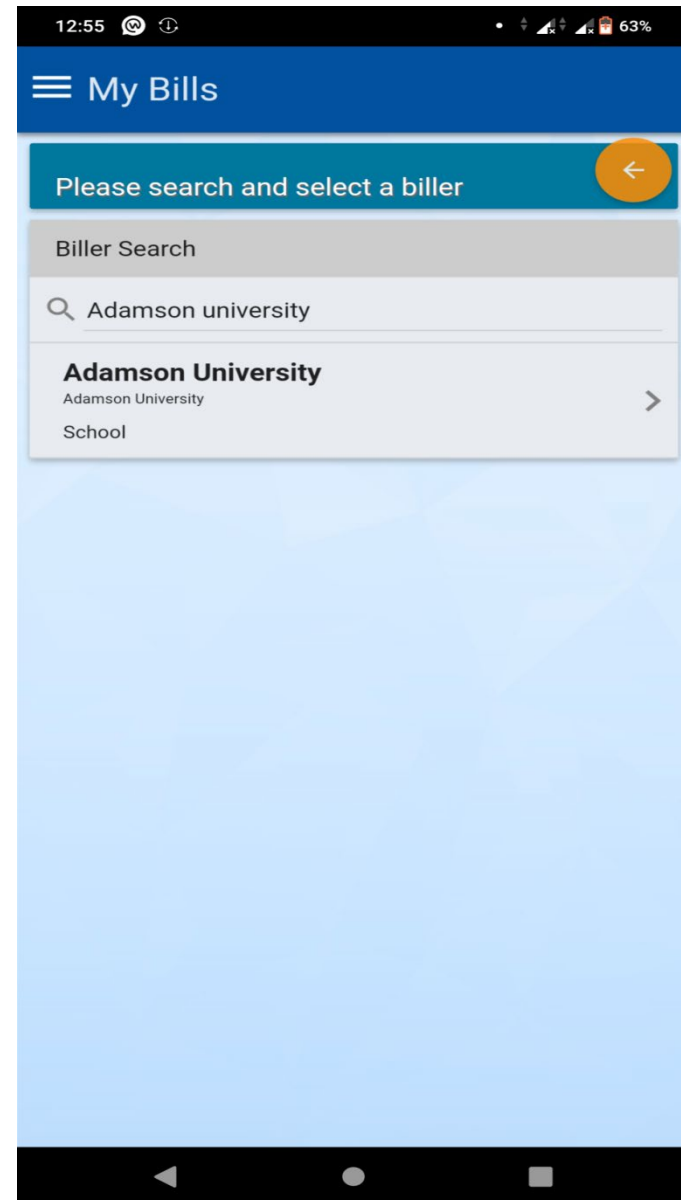 12:55 63%
My Bills
Please search and select a biller
Biller Search
Adamson university
Adamson University
Adamson University
School